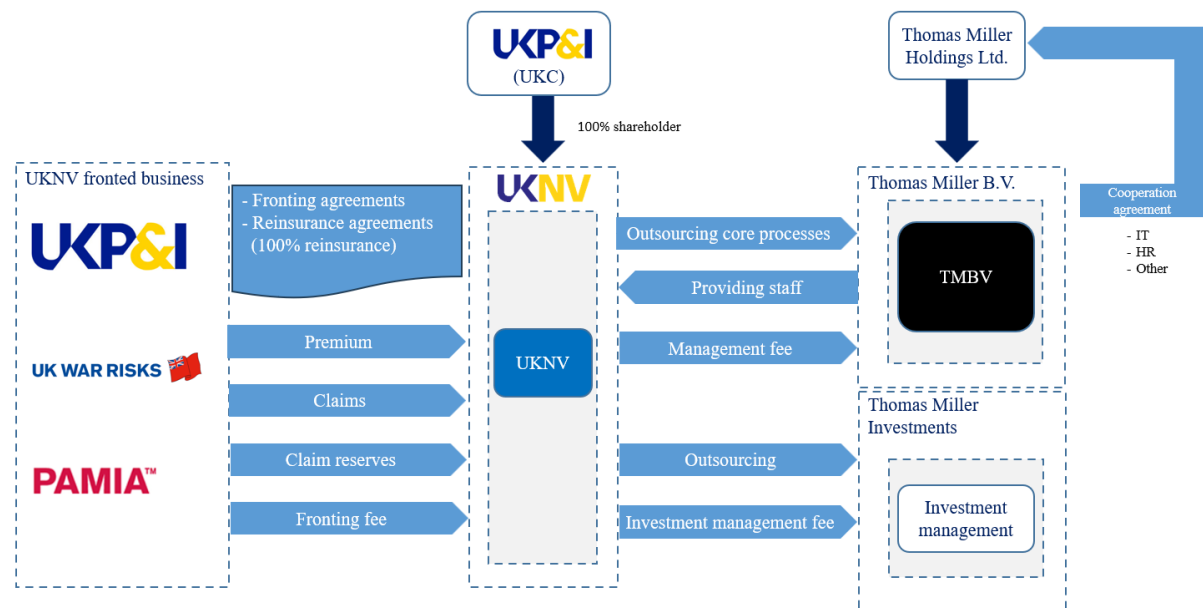 UKP&I
(UKC)
Thomas Miller
Holdings Ltd.
100% shareholder
UKNV fronted business
UKP&I
UK WAR RISKS
PAMIA™
- Fronting agreements
- Reinsurance agreements
(100% reinsurance)
Premium
Claims
Claim reserves
Fronting fee
UKNV
UKNV
Outsourcing core processes
Providing staff
Management fee
Outsourcing
Investment management fee
Thomas Miller B.V.
TMBV
Thomas Miller
Investments
Investment
management
Cooperation
agreement
- IT
- HR
- Other